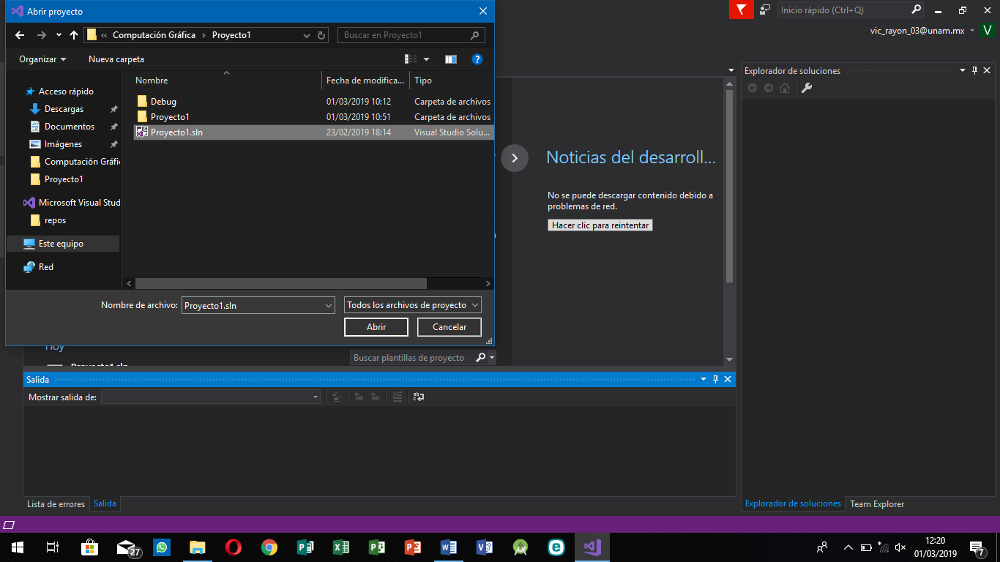 Abrir proyecto
Inicio rápido (Ctrl+Q)
Computación Gráfica
Proyecto1
Buscar en Proyecto1
vic_rayon_03@unam.mx
V
Organizar
Nueva carpeta
Nombre
Fecha de modifica...
Tipo
Acceso rápido
Descargas
Documentos
Imágenes
Computación Gráfi
Proyecto1
Microsoft Visual Stud
repos
Este equipo
Red
Debug
01/03/2019 10:12
Carpeta de archivos
Proyecto1
01/03/2019 10:51
Carpeta de archivos
Proyecto1.sln
23/02/2019 18:14
Visual Studio Solu...
Nombre de archivo:
Proyecto1.sln
Todos los archivos de proyecto
Abrir
Cancelar
Noticias del desarroll...
No se puede descargar contenido debido a
problemas de red.
Hacer clic para reintentar
Explorador de soluciones
Hoy
Proyecto1.sln
Buscar plantillas de proyecto
Salida
Mostrar salida de:
Lista de errores
Salida
Explorador de soluciones
Team Explorer
27
12:20
01/03/2019
7